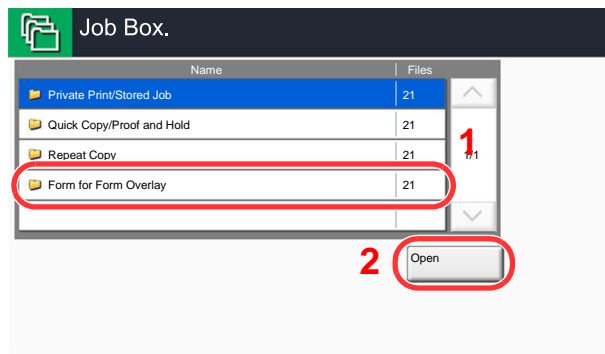 Job Box.
Name Files
Private Print/Stored Job 21
Quick Copy/Proof and Hold 21
1
Repeat Copy 21 1/1
Form for Form Overlay 21
2 Open